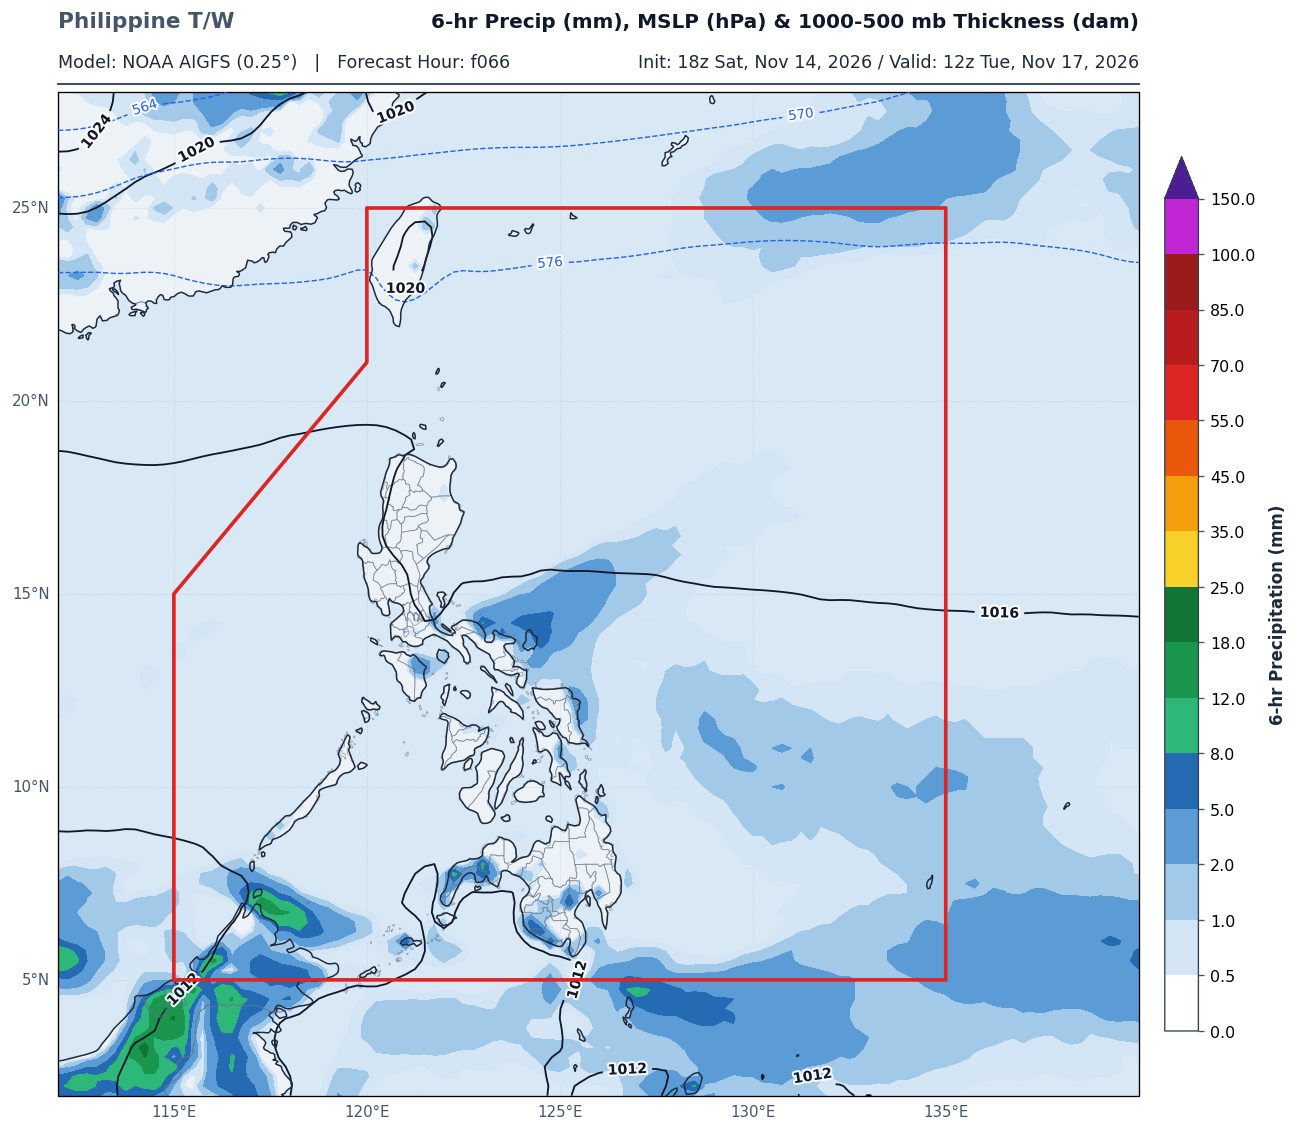 Philippine T/W
6-hr Precip (mm), MSLP (hPa) & 1000-500 mb Thickness (dam)
Model: NOAA AIGFS (0.25°) | Forecast Hour: f066
Init: 18z Sat, Nov 14, 2026 / Valid: 12z Tue, Nov 17, 2026
564
1024
1020
1020
570
576
1020
1016
1012
1012
1012
1012
25°N
20°N
15°N
10°N
5°N
115°E
120°E
125°E
130°E
135°E
150.0
100.0
85.0
70.0
55.0
45.0
35.0
25.0
18.0
12.0
8.0
5.0
2.0
1.0
0.5
0.0
6-hr Precipitation (mm)